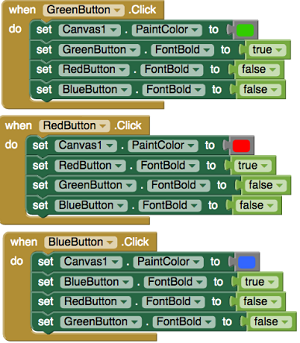 when GreenButton .Click
do set Canvas1 . PaintColor to
set GreenButton . FontBold to true
set RedButton . FontBold to false
set BlueButton . FontBold to false
when RedButton .Click
do set Canvas1 . PaintColor to
set RedButton . FontBold to true
set GreenButton . FontBold to false
set BlueButton . FontBold to false
when BlueButton .Click
do set Canvas1 . PaintColor to
set BlueButton . FontBold to true
set RedButton . FontBold to false
set GreenButton . FontBold to false